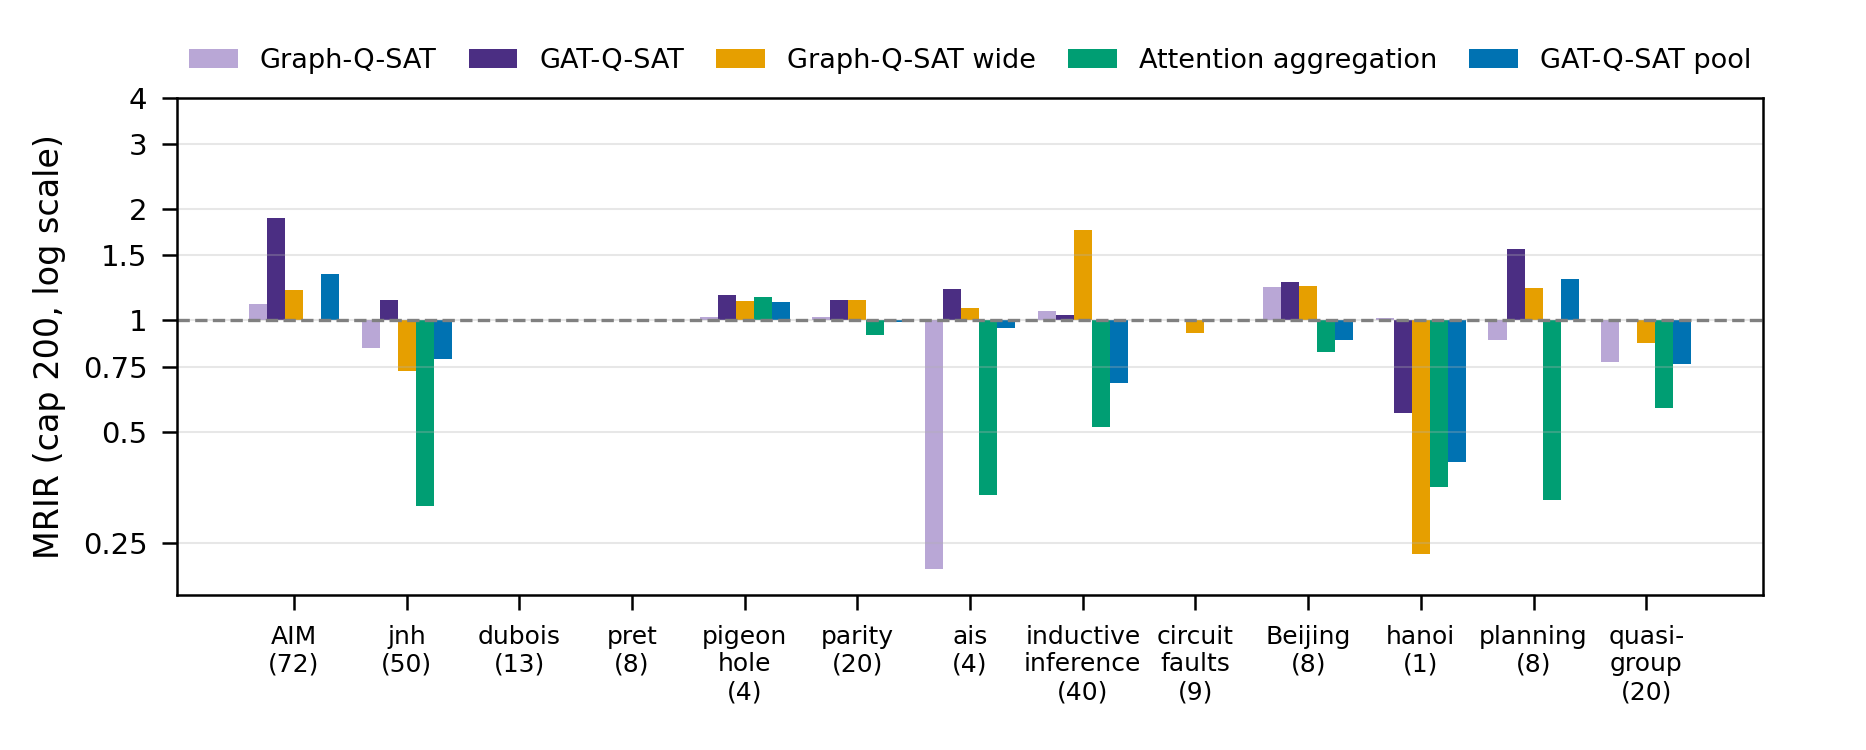 Graph-Q-SAT GAT-Q-SAT Graph-Q-SAT wide Attention aggregation GAT-Q-SAT pool
MRIR (cap 200, log scale)
4
3
2
1.5
1
0.75
0.5
0.25
AIM
(72)
jnh
(50)
dubois
(13)
pret
(8)
pigeon
hole
(4)
parity
(20)
ais
(4)
inductive
inference
(40)
circuit
faults
(9)
Beijing
(8)
hanoi
(1)
planning
(8)
quasi-
group
(20)